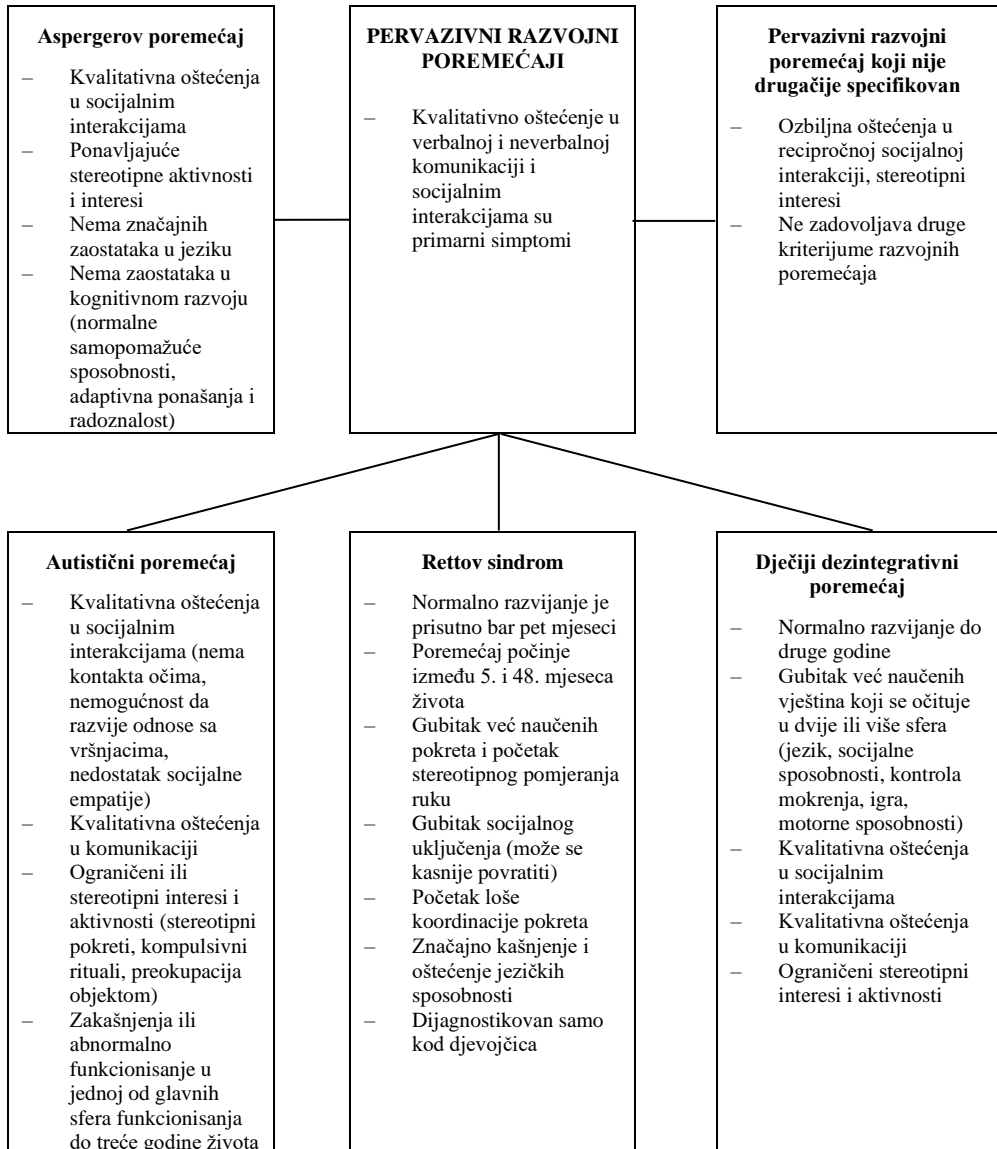 Aspergerov poremećaj
– Kvalitativna oštećenja
u socijalnim
interakcijama
– Ponavljajuće
stereotipne aktivnosti
i interesi
– Nema značajnih
zaostataka u jeziku
– Nema zaostataka u
kognitivnom razvoju
(normalne
samopomažuće
sposobnosti,
adaptivna ponašanja i
radoznalost)
PERVAZIVNI RAZVOJNI
POREMEĆAJI
– Kvalitativno oštećenje u
verbalnoj i neverbalnoj
komunikaciji i
socijalnim
interakcijama su
primarni simptomi
Pervazivni razvojni
poremećaj koji nije
drugačije specifikovan
– Ozbiljna oštećenja u
recipročnoj socijalnoj
interakciji, stereotipni
interesi
– Ne zadovoljava druge
kriterijume razvojnih
poremećaja
Autistični poremećaj
– Kvalitativna oštećenja
u socijalnim
interakcijama (nema
kontakta očima,
nemogućnost da
razvije odnose sa
vršnjacima,
nedostatak socijalne
empatije)
– Kvalitativna oštećenja
u komunikaciji
– Ograničeni ili
stereotipni interesi i
aktivnosti (stereotipni
pokreti, kompulsivni
rituali, preokupacija
objektom)
– Zakašnjenja ili
abnormalno
funkcionisanje u
jednoj od glavnih
sfera funkcionisanja
do treće godine života
Rettov sindrom
– Normalno razvijanje je
prisutno bar pet mjeseci
– Poremećaj počinje
između 5. i 48. mjeseca
života
– Gubitak već naučenih
pokreta i početak
stereotipnog pomjeranja
ruku
– Gubitak socijalnog
uključenja (može se
kasnije povratiti)
– Početak loše
koordinacije pokreta
– Značajno kašnjenje i
oštećenje jezičkih
sposobnosti
– Dijagnostikovan samo
kod djevojčica
Dječiji dezintegrativni
poremećaj
– Normalno razvijanje do
druge godine
– Gubitak već naučenih
vještina koji se očituje
u dvije ili više sfera
(jezik, socijalne
sposobnosti, kontrola
mokrenja, igra,
motorne sposobnosti)
– Kvalitativna oštećenja
u socijalnim
interakcijama
– Kvalitativna oštećenja
u komunikaciji
– Ograničeni stereotipni
interesi i aktivnosti